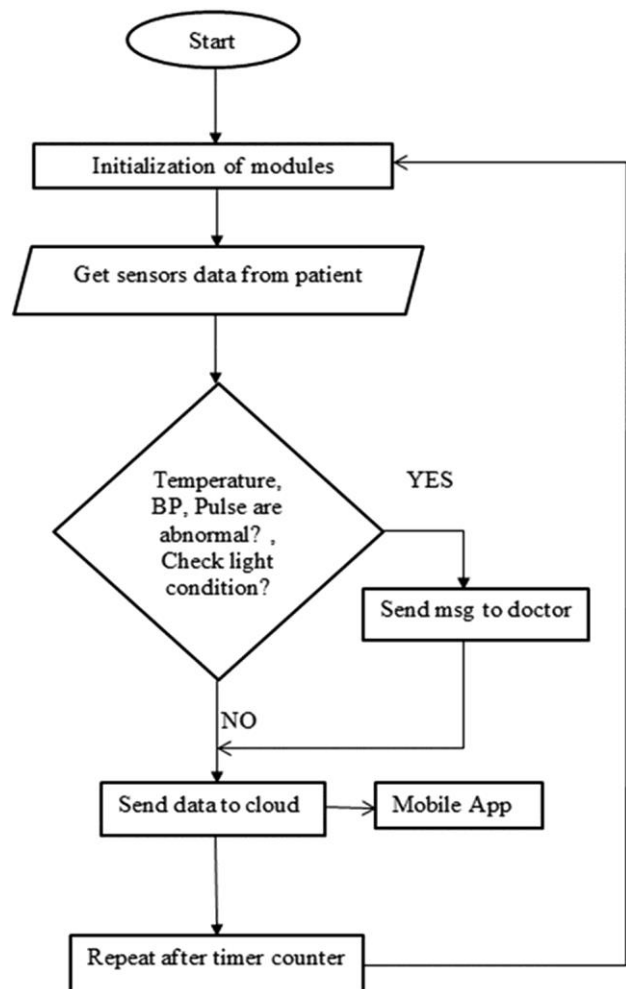 Start
Initialization of modules
Get sensors data from patient
Temperature,
BP, Pulse are
abnormal? ,
Check light
condition?
YES
Send msg to doctor
NO
Send data to cloud
Mobile App
Repeat after timer counter